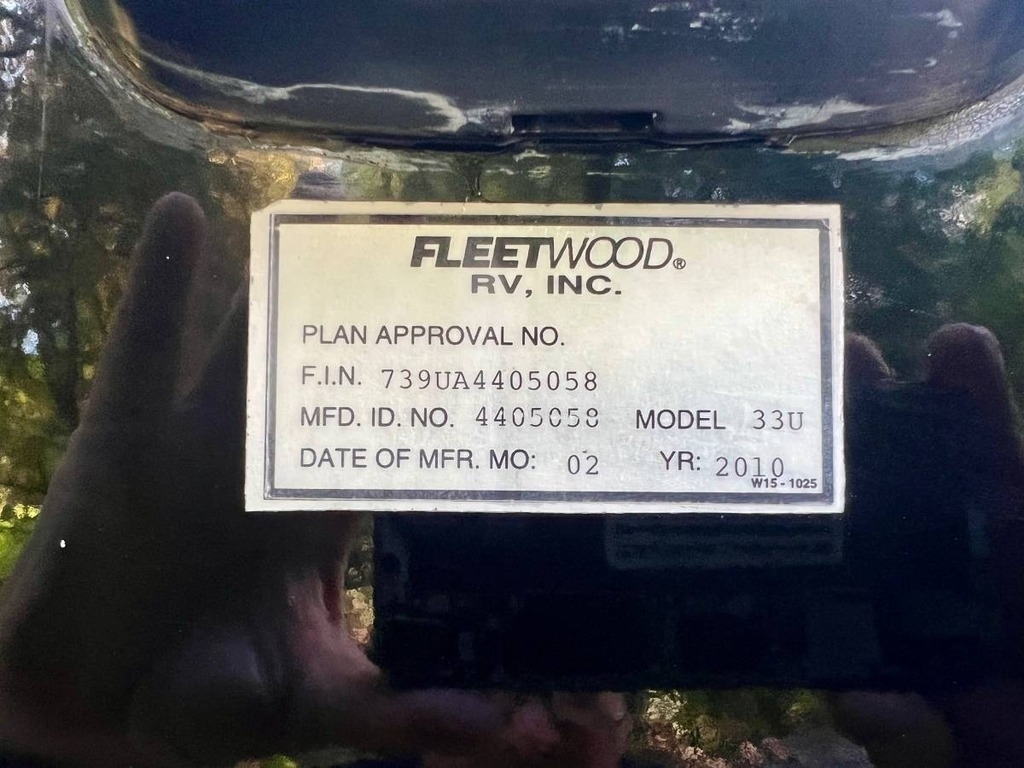 FLEETWOOD®
RV, INC.
PLAN APPROVAL NO.
F.I.N. 739UA4405058
MFD. ID. NO. 4405058 MODEL 33U
DATE OF MFR. MO: 02 YR: 2010
W15-1025